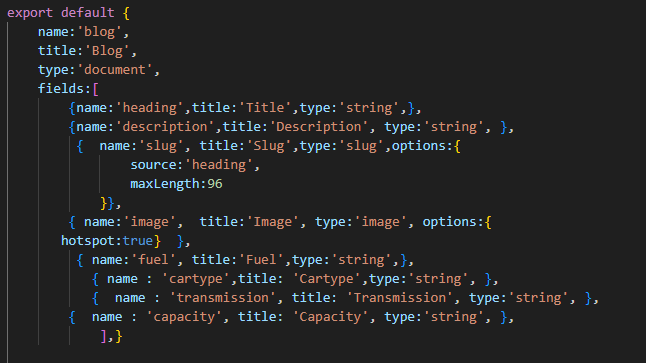 export default {
name:'blog',
title:'Blog',
type:'document',
fields:[
{name:'heading',title:'Title',type:'string',},
{name:'description',title:'Description', type:'string', },
{  name:'slug', title:'Slug',type:'slug',options:{
source:'heading',
maxLength:96
}},
{ name:'image',  title:'Image', type:'image', options:{
hotspot:true}  },
{ name:'fuel', title:'Fuel',type:'string',},
{ name : 'cartype',title: 'Cartype',type:'string', },
{  name : 'transmission', title: 'Transmission', type:'string', },
{  name : 'capacity', title: 'Capacity', type:'string', },
],}